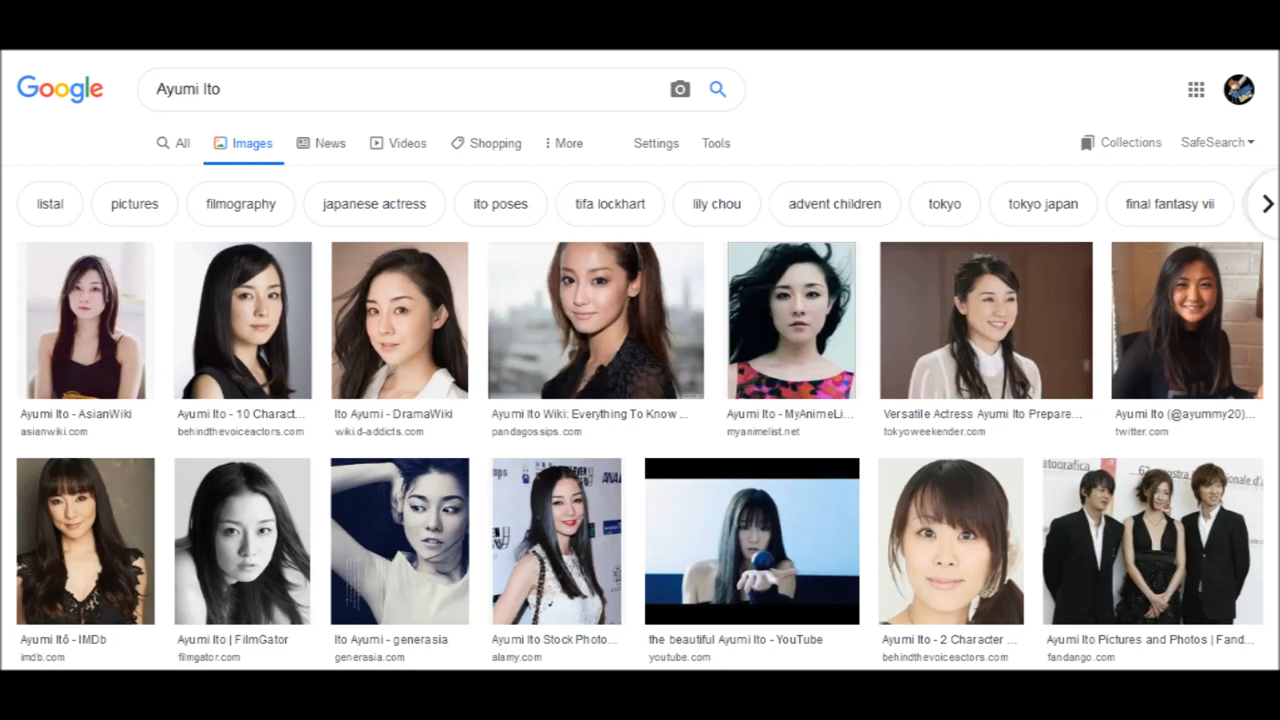 Google
Ayumi Ito
All Images News Videos Shopping More Settings Tools Collections SafeSearch
listal pictures filmography japanese actress ito poses tifa lockhart lily chou advent children tokyo tokyo japan final fantasy vii
Ayumi Ito - AsianWiki
asianwiki.com
Ayumi Ito - 10 Charact...
behindthevoiceactors.com
Ito Ayumi - DramaWiki
wiki.d-addicts.com
Ayumi Ito Wiki: Everything To Know ...
pandagossips.com
Ayumi Ito - MyAnimeLi...
myanimelist.net
Versatile Actress Ayumi Ito Prepare...
tokyoweekender.com
Ayumi Ito (@ayummy20)...
twitter.com
Ayumi Itô - IMDb
imdb.com
Ayumi Ito | FilmGator
filmgator.com
Ito Ayumi - generasia
generasia.com
Ayumi Ito Stock Photo...
alamy.com
the beautiful Ayumi Ito - YouTube
youtube.com
Ayumi Ito - 2 Character ...
behindthevoiceactors.com
Ayumi Ito Pictures and Photos | Fand...
fandango.com